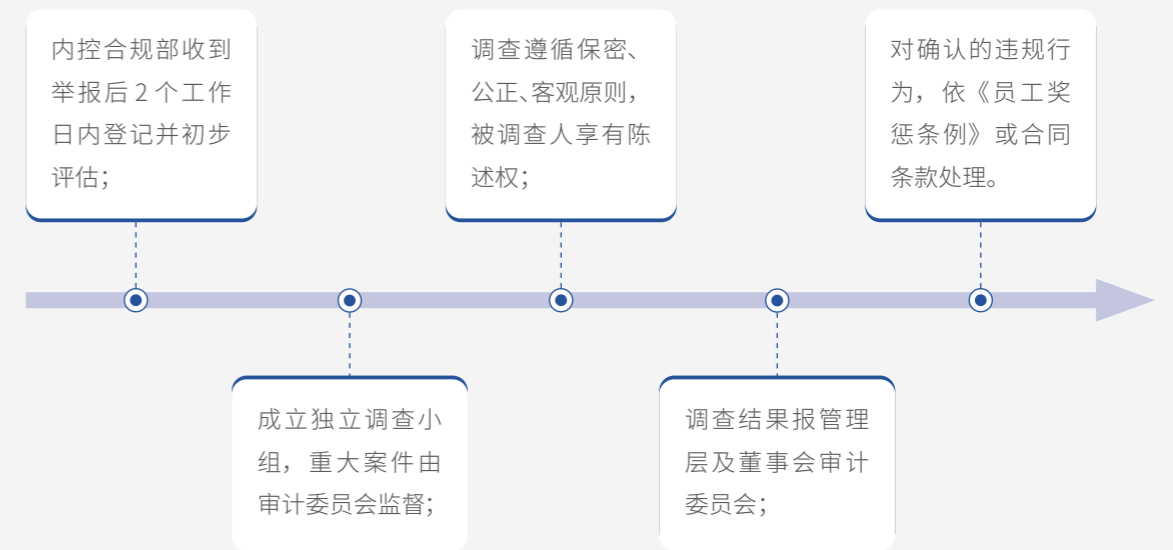 内控合规部收到
举报后 2 个工作
日内登记并初步
评估；
成立独立调查小
组，重大案件由
审计委员会监督；
调查遵循保密、
公正、客观原则，
被调查人享有陈
述权；
调查结果报管理
层及董事会审计
委员会；
对确认的违规行
为，依《员工奖
惩条例》或合同
条款处理。